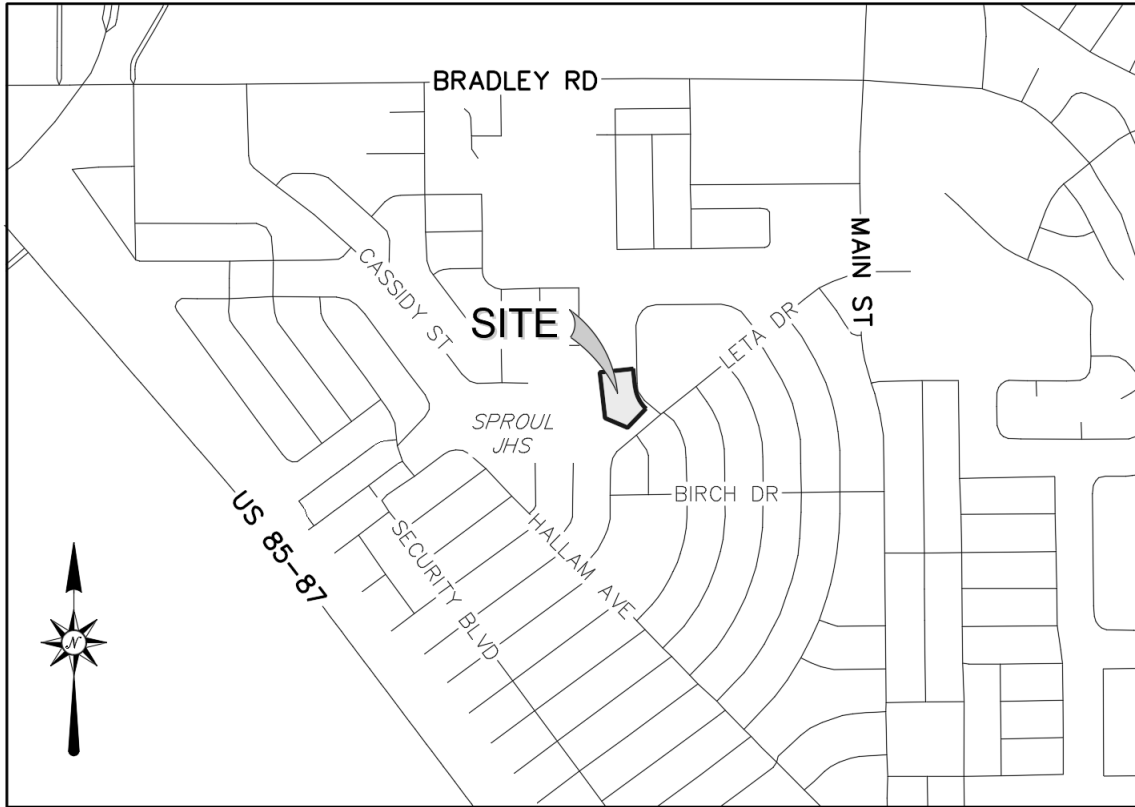 BRADLEY RD
MAIN ST
CASSIDY ST
SITE
LETA DR
SPROUL
JHS
BIRCH DR
US 85-87
HALLAM AVE
SECURITY BLVD
N